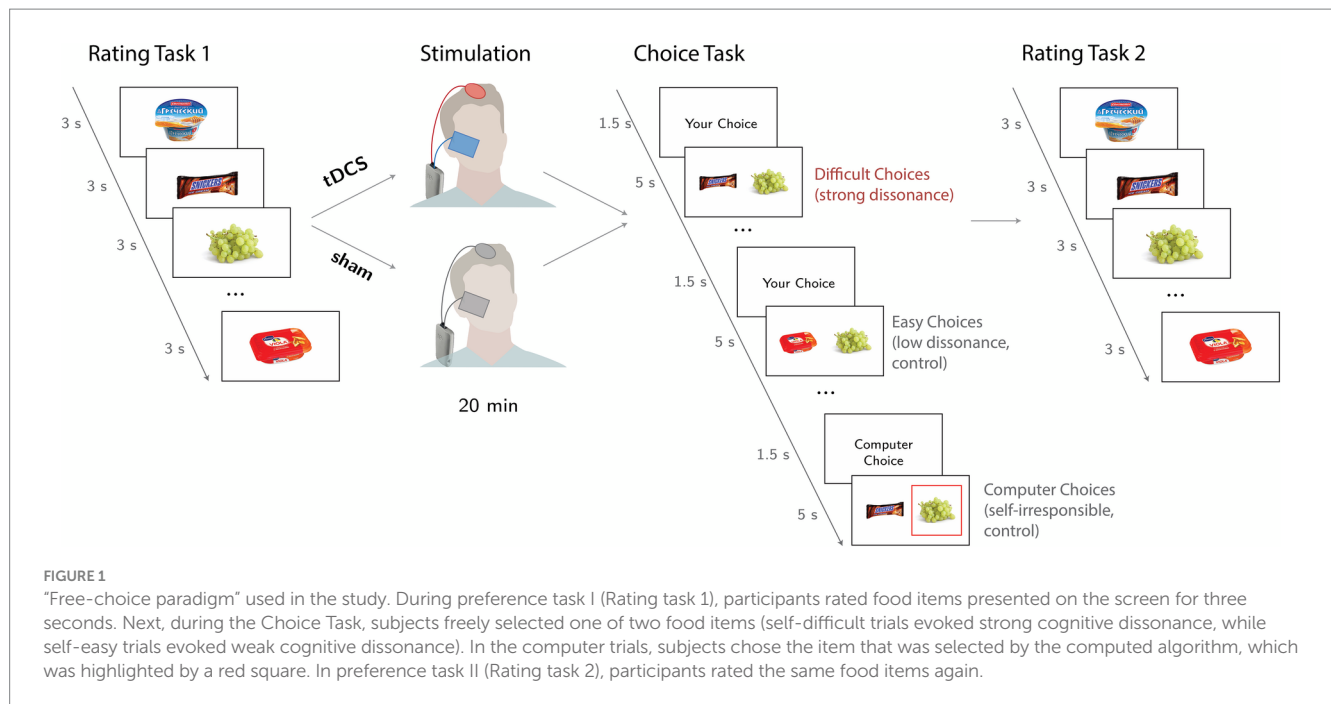 Rating Task 1
Stimulation
Choice Task
Rating Task 2
3 s
ГРЕЧЕСКИЙ
3 s
SNICKERS
3 s
...
3 s
tDCS
sham
20 min
1.5 s
Your Choice
5 s
SNICKERS
Difficult Choices
(strong dissonance)
...
1.5 s
Your Choice
5 s
Easy Choices
(low dissonance,
control)
...
1.5 s
Computer
Choice
5 s
SNICKERS
Computer Choices
(self-irresponsible,
control)
3 s
ГРЕЧЕСКИЙ
3 s
SNICKERS
3 s
...
3 s
FIGURE 1
"Free-choice paradigm" used in the study. During preference task I (Rating task 1), participants rated food items presented on the screen for three
seconds. Next, during the Choice Task, subjects freely selected one of two food items (self-difficult trials evoked strong cognitive dissonance, while
self-easy trials evoked weak cognitive dissonance). In the computer trials, subjects chose the item that was selected by the computed algorithm, which
was highlighted by a red square. In preference task II (Rating task 2), participants rated the same food items again.